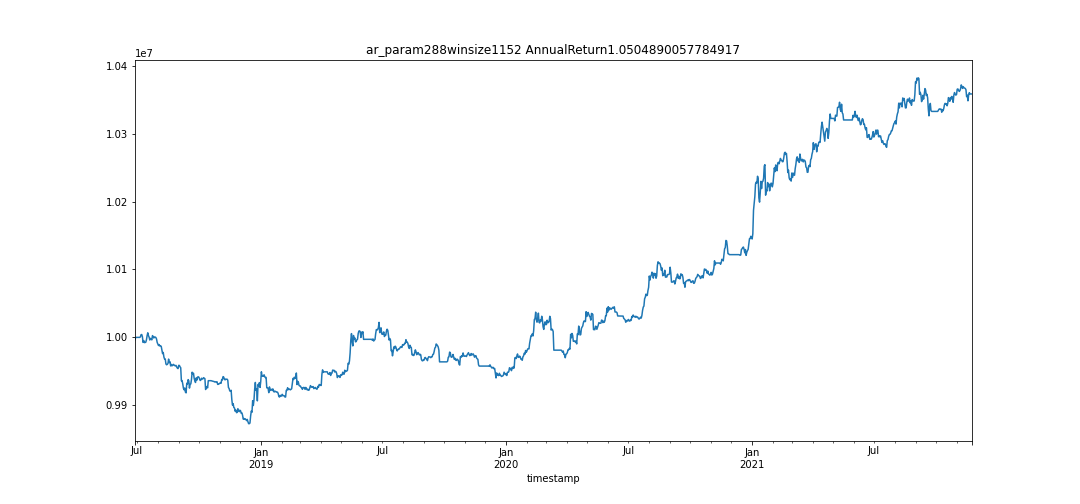 ar_param288winsize1152 AnnualReturn1.0504890057784917
1e7
1.04
1.03
1.02
1.01
1.00
0.99
Jul Jan Jul Jan Jul Jan Jul
2019 2020 2021
timestamp